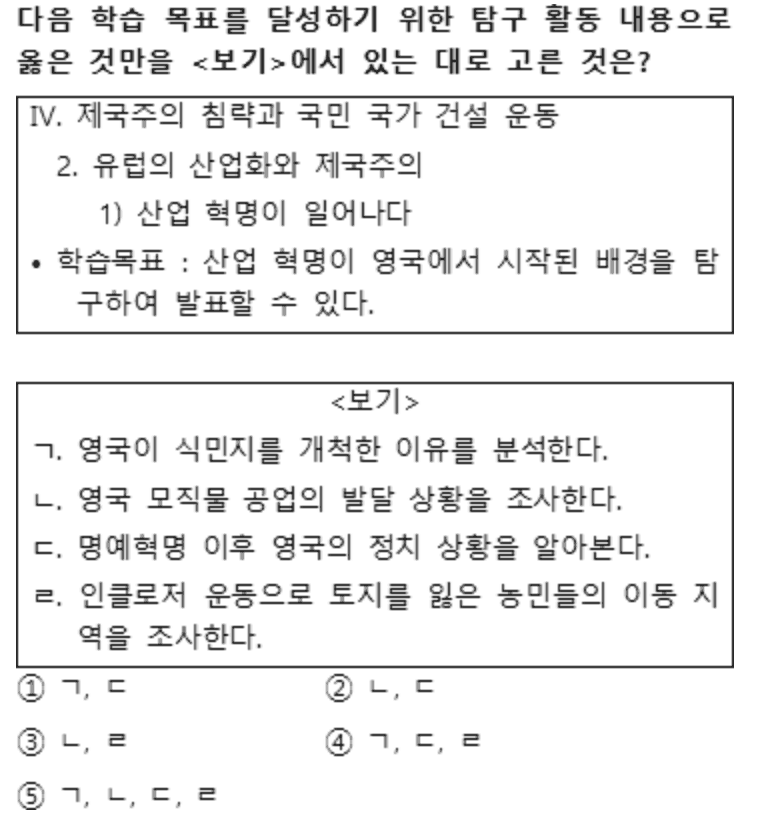 다음 학습 목표를 달성하기 위한 탐구 활동 내용으로
옳은 것만을 <보기>에서 있는 대로 고른 것은?
Ⅳ. 제국주의 침략과 국민 국가 건설 운동
2. 유럽의 산업화와 제국주의
1) 산업 혁명이 일어나다
• 학습목표 : 산업 혁명이 영국에서 시작된 배경을 탐
구하여 발표할 수 있다.
<보기>
ㄱ. 영국이 식민지를 개척한 이유를 분석한다.
ㄴ. 영국 모직물 공업의 발달 상황을 조사한다.
ㄷ. 명예혁명 이후 영국의 정치 상황을 알아본다.
ㄹ. 인클로저 운동으로 토지를 잃은 농민들의 이동 지
역을 조사한다.
① ㄱ, ㄷ ② ㄴ, ㄷ
③ ㄴ, ㄹ ④ ㄱ, ㄷ, ㄹ
⑤ ㄱ, ㄴ, ㄷ, ㄹ